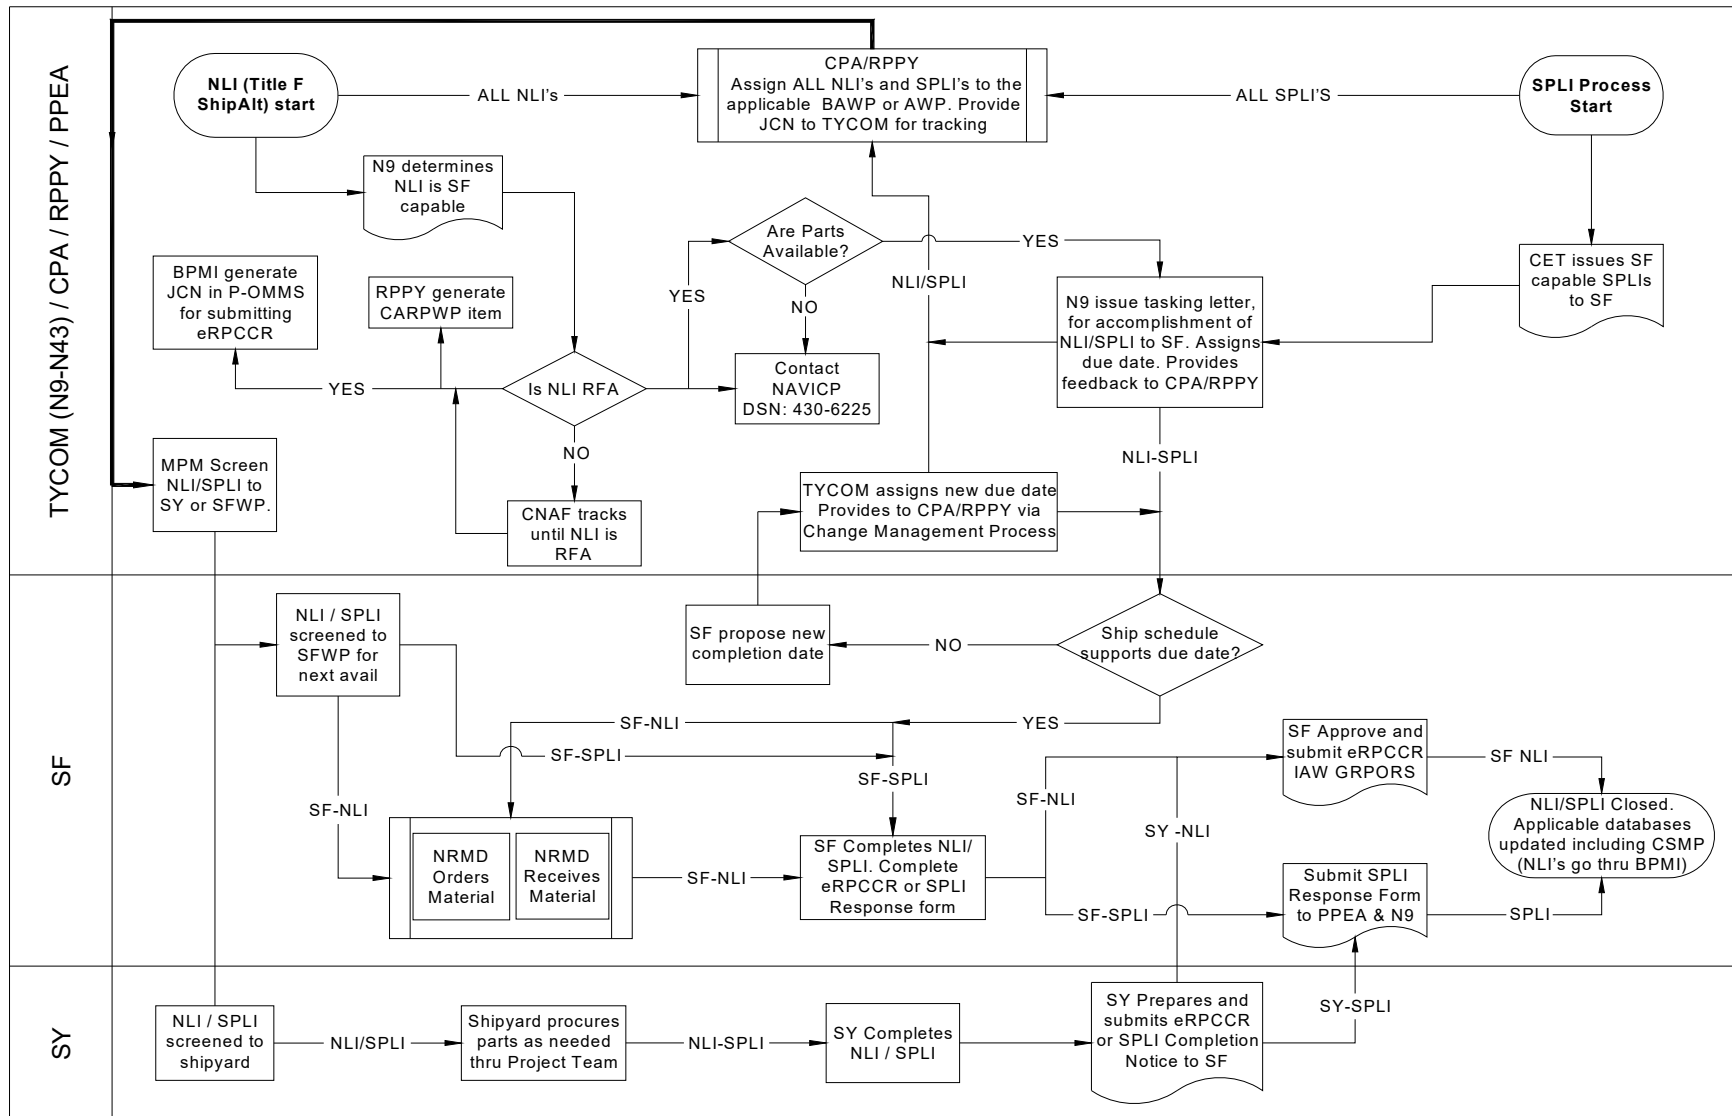 TYCOM (N9-N43) / CPA / RPPY / PPEA
NLI (Title F
ShipAlt) start
ALL NLI's
CPA/RPPY
Assign ALL NLI's and SPLI's to the
applicable BAWP or AWP. Provide
JCN to TYCOM for tracking
ALL SPLI'S
SPLI Process
Start
N9 determines
NLI is SF
capable
Are Parts
Available?
YES
NO
YES
NLI/SPLI
CET issues SF
capable SPLIs
to SF
BPMI generate
JCN in P-OMMS
for submitting
eRPCCR
RPPY generate
CARPWP item
N9 issue tasking letter,
for accomplishment of
NLI/SPLI to SF. Assigns
due date. Provides
feedback to CPA/RPPY
YES
Is NLI RFA
Contact
NAVICP
DSN: 430-6225
NO
NLI-SPLI
MPM Screen
NLI/SPLI to
SY or SFWP.
CNAF tracks
until NLI is
RFA
TYCOM assigns new due date
Provides to CPA/RPPY via
Change Management Process
SF
NLI / SPLI
screened to
SFWP for
next avail
SF propose new
completion date
NO
Ship schedule
supports due date?
SF-NLI
YES
SF-SPLI
SF-SPLI
SF-NLI
SF-NLI
SY -NLI
SF Approve and
submit eRPCCR
IAW GRPORS
SF NLI
NLI/SPLI Closed.
Applicable databases
updated including CSMP
(NLI's go thru BPMI)
NRMD
Orders
Material
NRMD
Receives
Material
SF-NLI
SF Completes NLI/
SPLI. Complete
eRPCCR or SPLI
Response form
SF-SPLI
Submit SPLI
Response Form
to PPEA & N9
SPLI
SY
NLI / SPLI
screened to
shipyard
NLI/SPLI
Shipyard procures
parts as needed
thru Project Team
NLI-SPLI
SY Completes
NLI / SPLI
SY Prepares and
submits eRPCCR
or SPLI Completion
Notice to SF
SY-SPLI